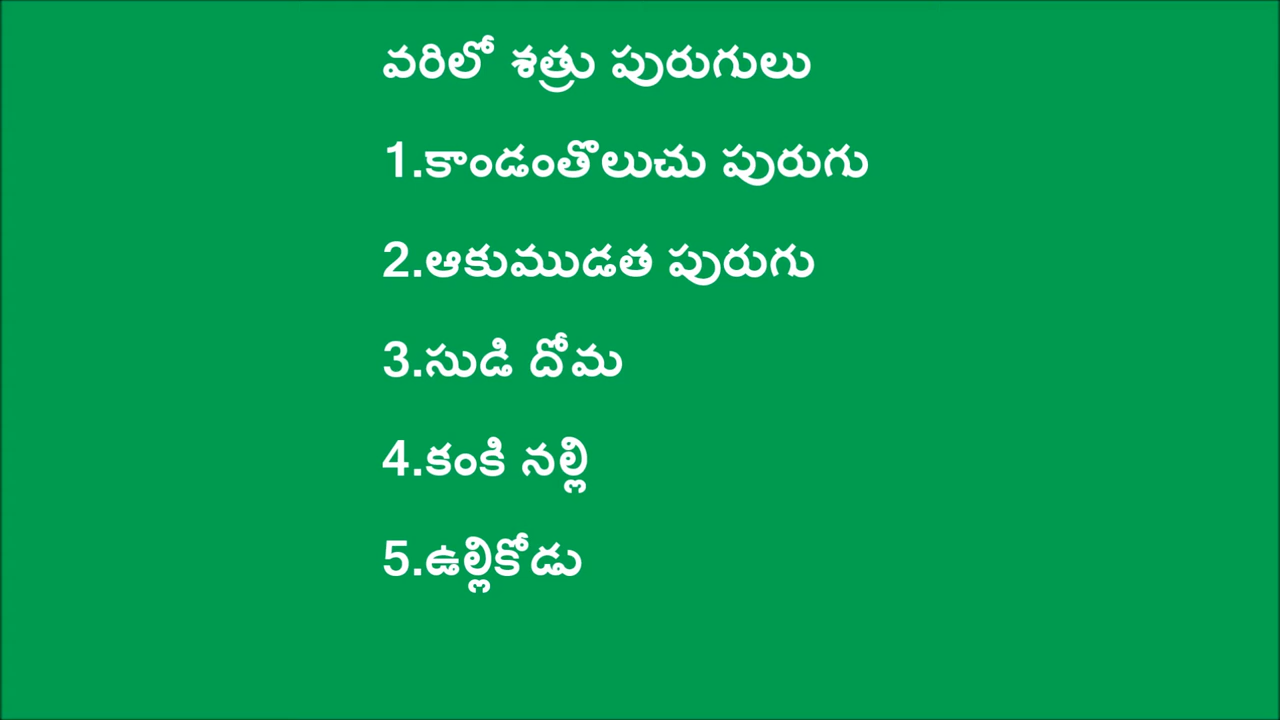 వరిలో శత్రు పురుగులు
1.కాండంతొలుచు పురుగు
2.ఆకుముడత పురుగు
3.సుడి దోమ
4.కంకి నల్లి
5.ఉల్లికోడు